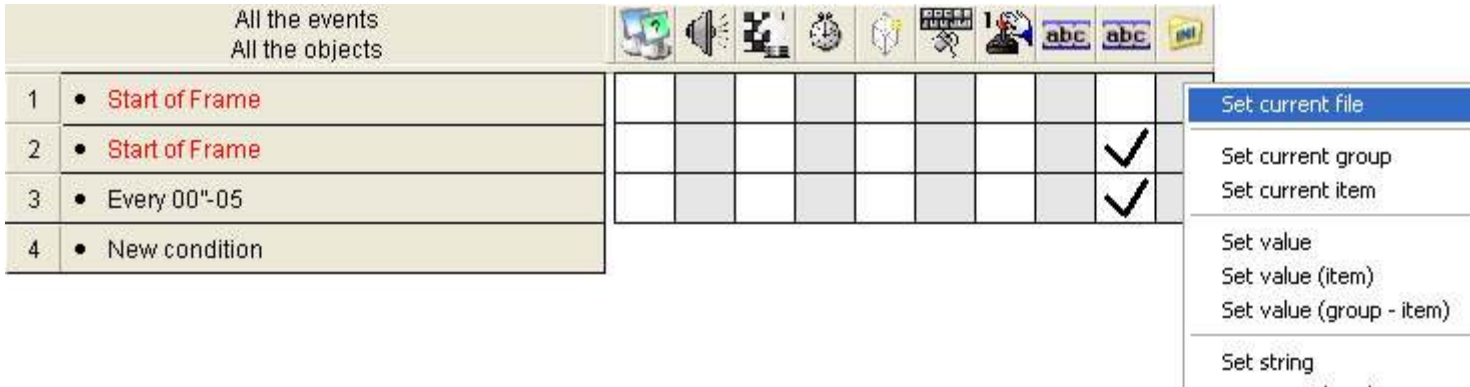 All the events
All the objects
1 • Start of Frame
2 • Start of Frame
3 • Every 00"-05
4 • New condition
? 1 abc abc INI
Set current file
Set current group
Set current item
Set value
Set value (item)
Set value (group - item)
Set string